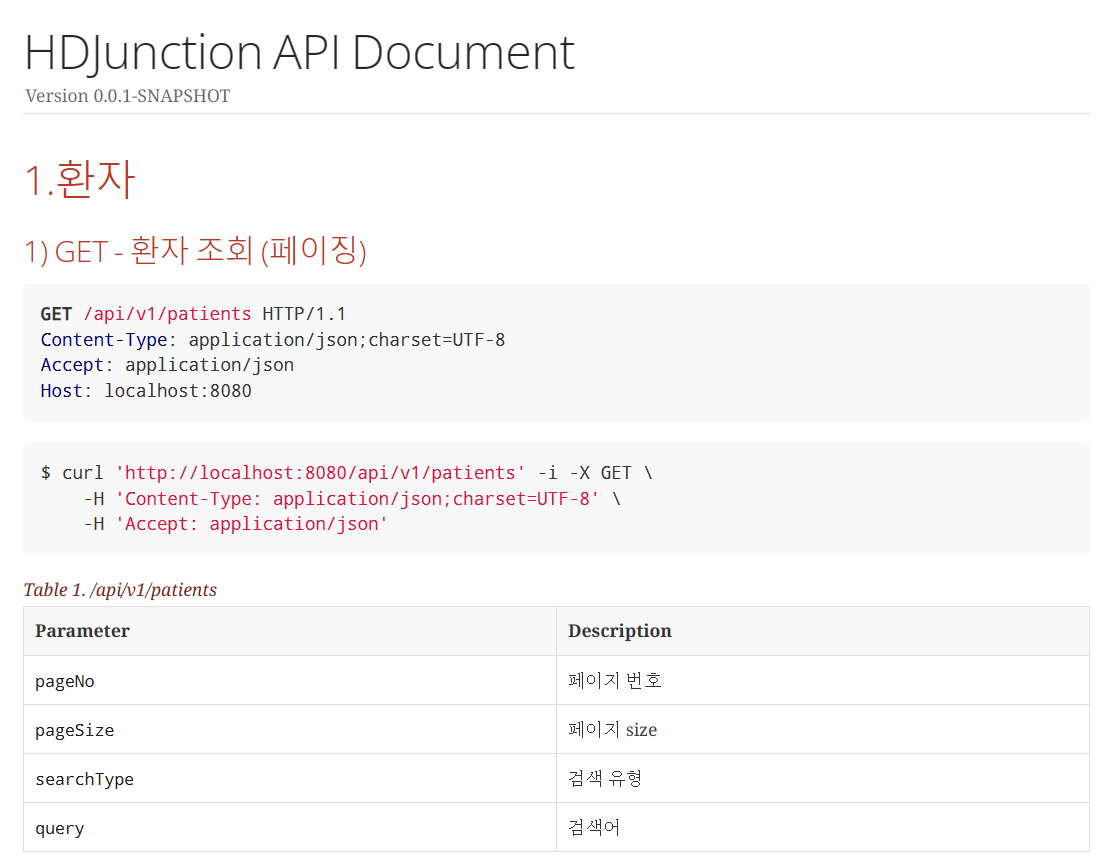 HDJunction API Document
Version 0.0.1-SNAPSHOT
1.환자
1) GET - 환자 조회 (페이징)
GET /api/v1/patients HTTP/1.1
Content-Type: application/json;charset=UTF-8
Accept: application/json
Host: localhost:8080
$ curl 'http://localhost:8080/api/v1/patients' -i -X GET \
-H 'Content-Type: application/json;charset=UTF-8' \
-H 'Accept: application/json'
Table 1. /api/v1/patients
Parameter Description
pageNo 페이지 번호
pageSize 페이지 size
searchType 검색 유형
query 검색어